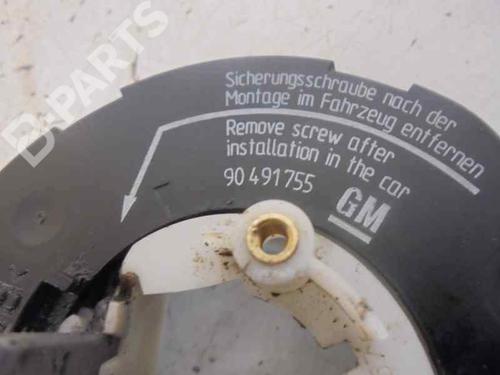 B-PARTS
Sicherungsschraube nach der
Montage im Fahrzeug entfernen
Remove screw after
installation in the car
90 491 755
GM